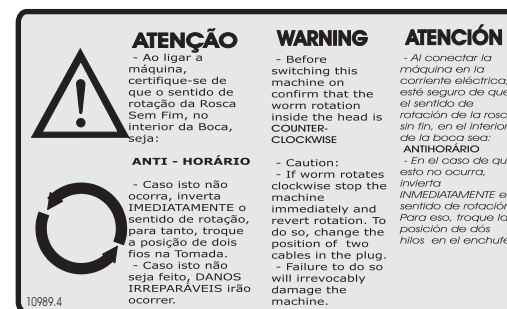 ATENÇÃO
- Ao ligar a
máquina,
certifique-se de
que o sentido de
rotação da Rosca
Sem Fim, no
interior da Boca,
seja:
ANTI - HORÁRIO
- Caso isto não
ocorra, inverta
IMEDIATAMENTE o
sentido de rotação,
para tanto, troque
a posição de dois
fios na Tomada.
- Caso isto não
seja feito, DANOS
IRREPARÁVEIS irão
ocorrer.
10989.4
WARNING
- Before
switching this
machine on
confirm that the
worm rotation
inside the head is
COUNTER-
CLOCKWISE
- Caution:
- If worm rotates
clockwise stop the
machine
immediately and
revert rotation. To
do so, change the
position of two
cables in the plug.
- Failure to do so
will irrevocably
damage the
machine.
ATENCIÓN
- Al conectar la
máquina en la
corriente eléctrica,
esté seguro de que
el sentido de
rotación de la rosc
sin fin, en el interior
de la boca sea:
ANTIHORÁRIO
- En el caso de qu
esto no ocurra,
invierta
INMEDIATAMENTE e
sentido de rotación
Para eso, troque la
posición de dós
hilos en el enchufe